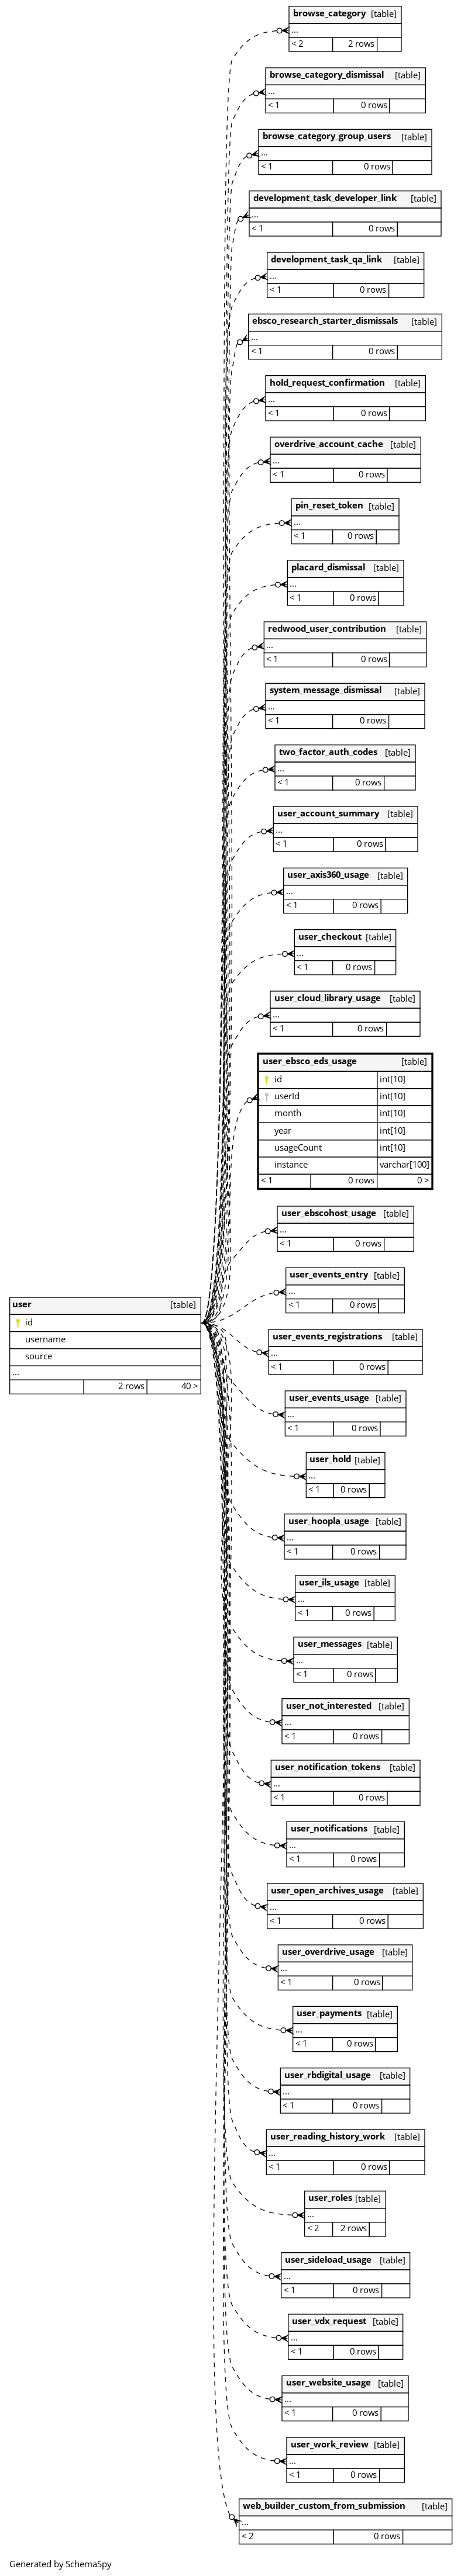 browse_category [table]
...
< 2 2 rows
browse_category_dismissal [table]
...
< 1 0 rows
browse_category_group_users [table]
...
< 1 0 rows
development_task_developer_link [table]
...
< 1 0 rows
development_task_qa_link [table]
...
< 1 0 rows
ebsco_research_starter_dismissals [table]
...
< 1 0 rows
hold_request_confirmation [table]
...
< 1 0 rows
overdrive_account_cache [table]
...
< 1 0 rows
pin_reset_token [table]
...
< 1 0 rows
placard_dismissal [table]
...
< 1 0 rows
redwood_user_contribution [table]
...
< 1 0 rows
system_message_dismissal [table]
...
< 1 0 rows
two_factor_auth_codes [table]
...
< 1 0 rows
user_account_summary [table]
...
< 1 0 rows
user_axis360_usage [table]
...
< 1 0 rows
user_checkout [table]
...
< 1 0 rows
user_cloud_library_usage [table]
...
< 1 0 rows
user_ebsco_eds_usage [table]
id int[10]
userId int[10]
month int[10]
year int[10]
usageCount int[10]
instance varchar[100]
< 1 0 rows 0 >
user_ebscohost_usage [table]
...
< 1 0 rows
user_events_entry [table]
...
< 1 0 rows
user [table]
id
username
source
...
2 rows 40 >
user_events_registrations [table]
...
< 1 0 rows
user_events_usage [table]
...
< 1 0 rows
user_hold [table]
...
< 1 0 rows
user_hoopla_usage [table]
...
< 1 0 rows
user_ils_usage [table]
...
< 1 0 rows
user_messages [table]
...
< 1 0 rows
user_not_interested [table]
...
< 1 0 rows
user_notification_tokens [table]
...
< 1 0 rows
user_notifications [table]
...
< 1 0 rows
user_open_archives_usage [table]
...
< 1 0 rows
user_overdrive_usage [table]
...
< 1 0 rows
user_payments [table]
...
< 1 0 rows
user_rbdigital_usage [table]
...
< 1 0 rows
user_reading_history_work [table]
...
< 1 0 rows
user_roles [table]
...
< 2 2 rows
user_sideload_usage [table]
...
< 1 0 rows
user_vdx_request [table]
...
< 1 0 rows
user_website_usage [table]
...
< 1 0 rows
user_work_review [table]
...
< 1 0 rows
web_builder_custom_from_submission [table]
...
< 2 0 rows
Generated by SchemaSpy